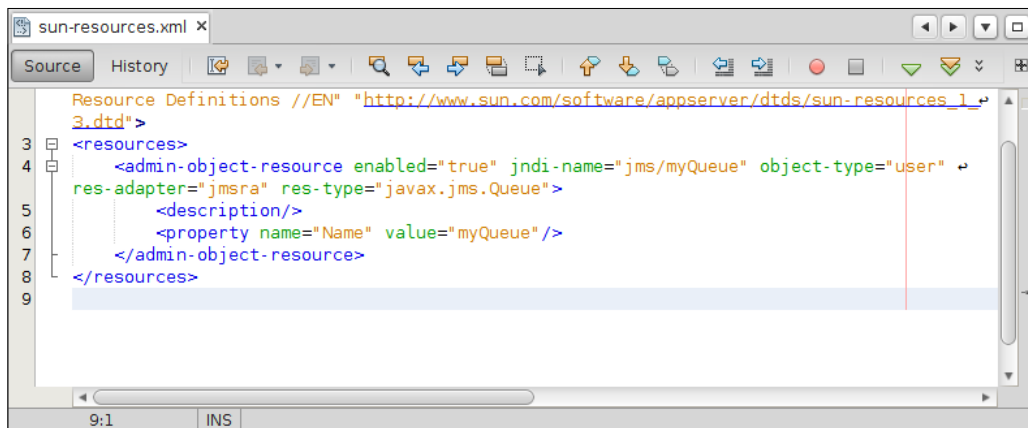 sun-resources.xml
Source History
Resource Definitions //EN" "http://www.sun.com/software/appserver/dtds/sun-resources_1_
3.dtd">
3 <resources>
4 <admin-object-resource enabled="true" jndi-name="jms/myQueue" object-type="user"
res-adapter="jmsra" res-type="javax.jms.Queue">
5 <description/>
6 <property name="Name" value="myQueue"/>
7 </admin-object-resource>
8 </resources>
9
9:1 INS